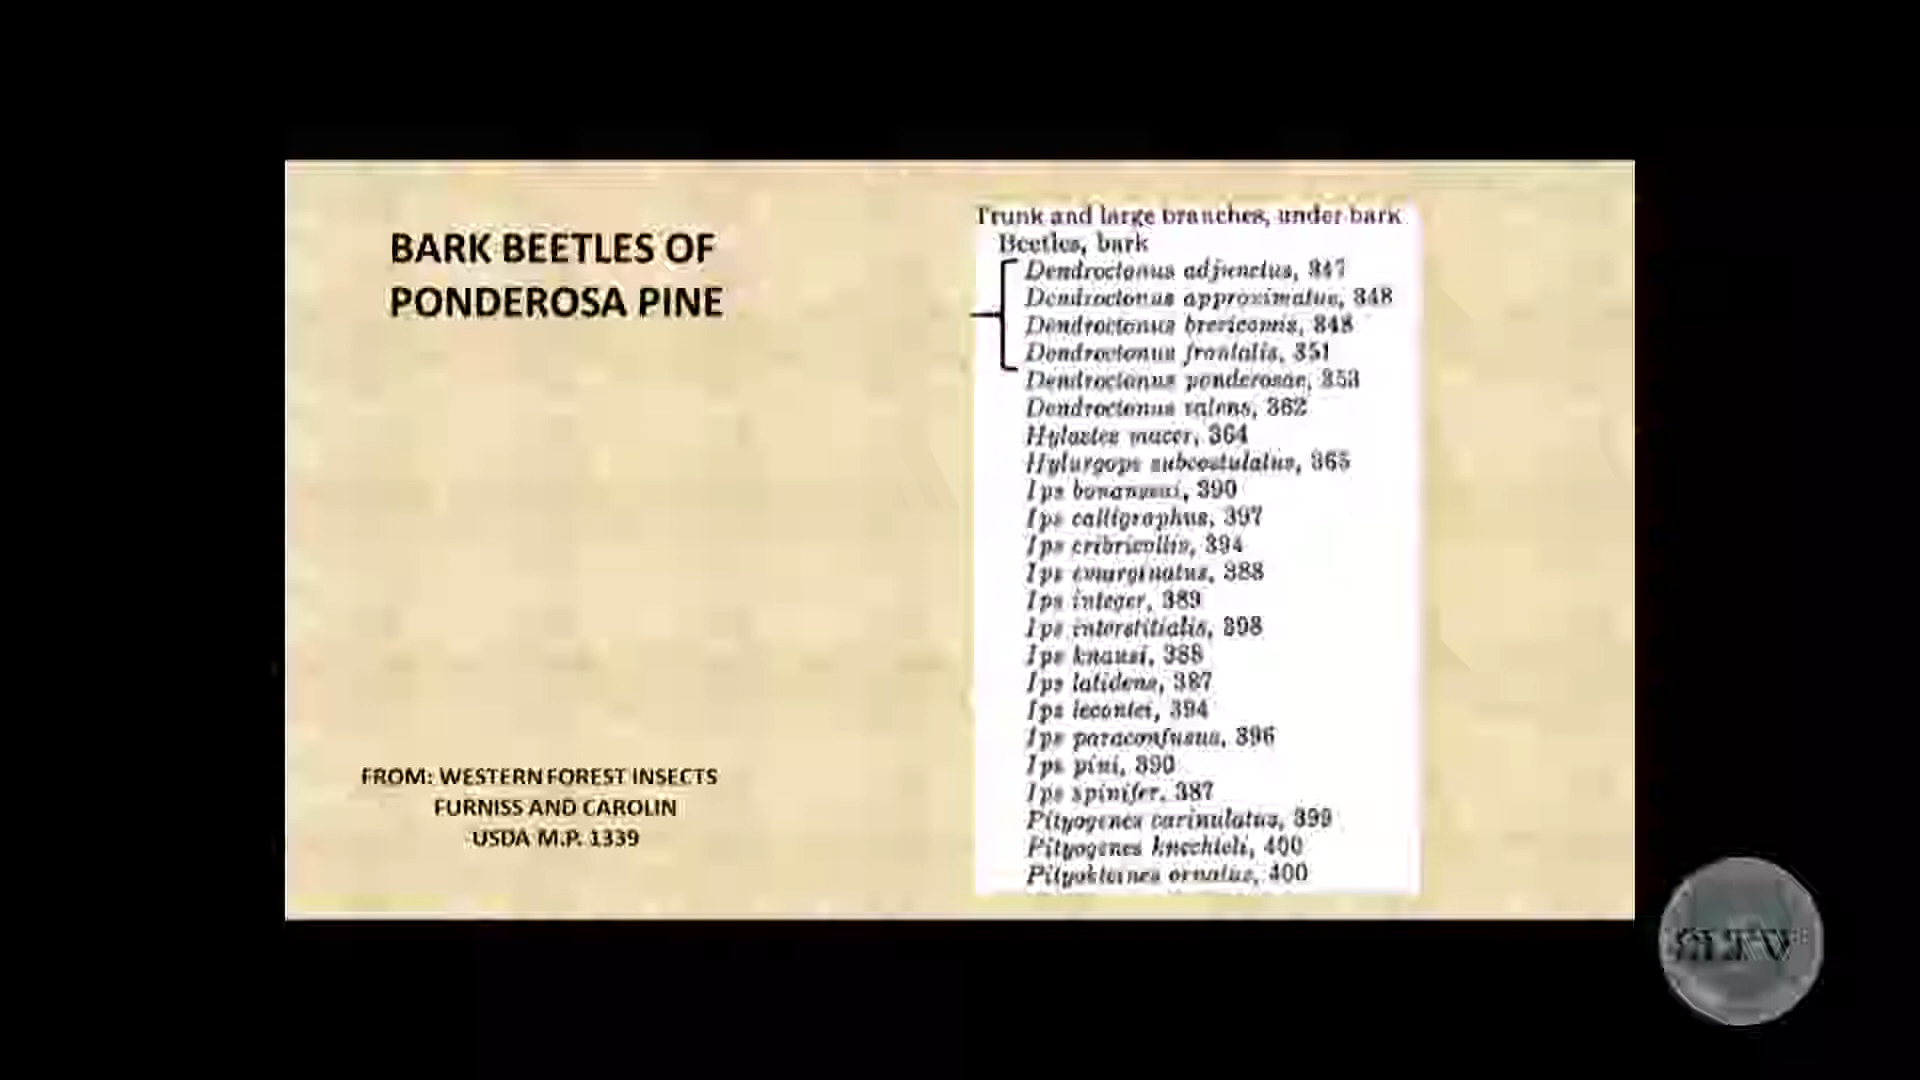 BARK BEETLES OF
PONDEROSA PINE
FROM: WESTERN FOREST INSECTS
FURNISS AND CAROLIN
USDA M.P. 1339
Trunk and large branches, under bark
Beetles, bark
Dendroctonus adjunctus, 347
Dendroctonus approximatus, 348
Dendroctonus brevicomis, 348
Dendroctonus frontalis, 351
Dendroctonus ponderosae, 353
Dendroctonus valens, 362
Hylastes macer, 364
Hylurgops subcostulatus, 365
Ips bonanseai, 390
Ips calligraphus, 397
Ips cribricollis, 394
Ips emarginatus, 388
Ips integer, 389
Ips interstitialis, 398
Ips knausi, 388
Ips latidens, 387
Ips lecontei, 394
Ips paraconfusus, 396
Ips pini, 390
Ips spinifer, 387
Pityogenes carinulatus, 399
Pityogenes knechteli, 400
Pityokteines ornatus, 400